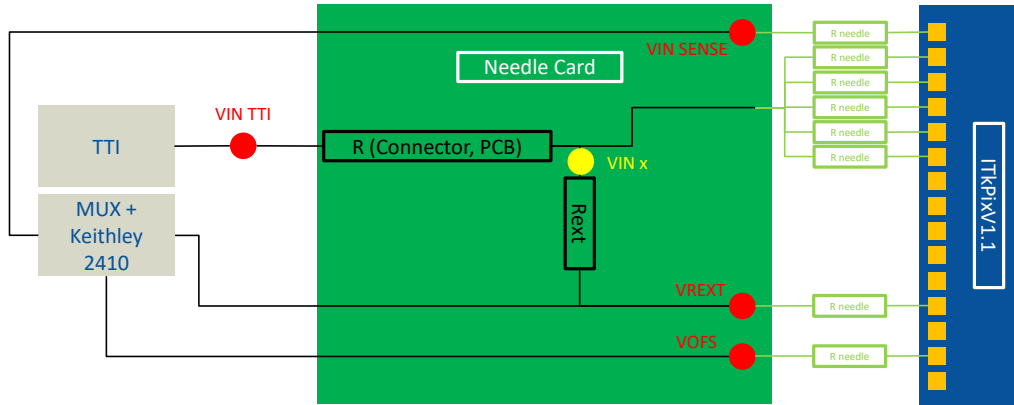 VIN SENSE
R needle
R needle
Needle Card
R needle
VIN TTI
R needle
TTI
R (Connector, PCB)
R needle
VIN x
R needle
ITkPixV1.1
MUX +
Keithley
2410
Rext
VREXT
R needle
VOFS
R needle